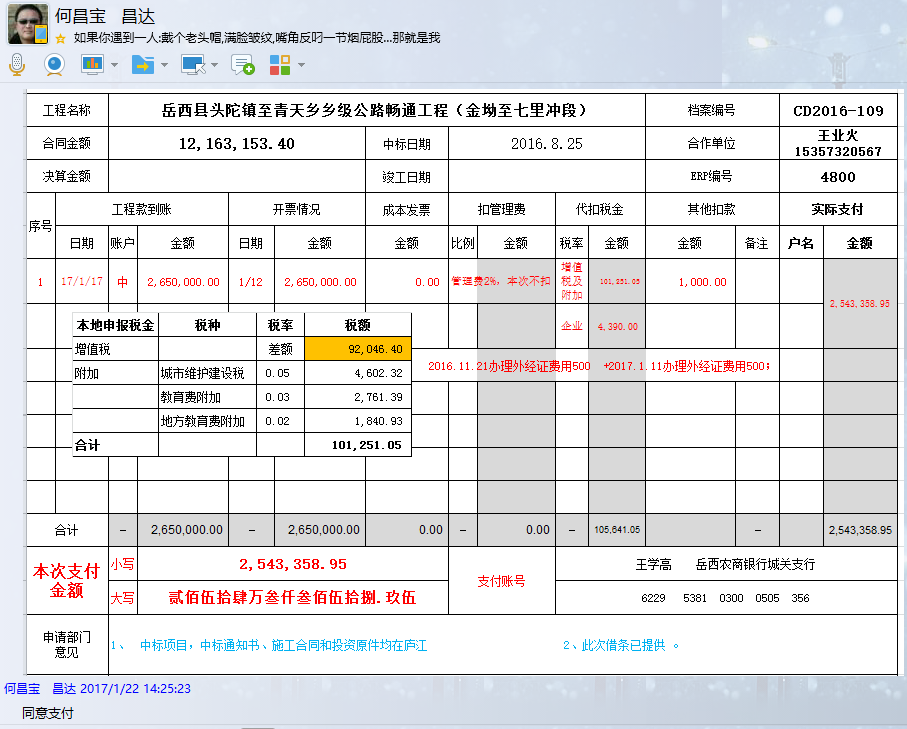 何昌宝 昌达
如果你遇到一人:戴个老头帽,满脸皱纹,嘴角反叼一节烟屁股...那就是我
工程名称 岳西县头陀镇至青天乡乡级公路畅通工程（金坳至七里冲段） 档案编号 CD2016-109
合同金额 12,163,153.40 中标日期 2016.8.25 合作单位 王业火 15357320567
决算金额 竣工日期 ERP编号 4800
序号 工程款到账 开票情况 成本发票 扣管理费 代扣税金 其他扣款 实际支付
日期 账户 金额 日期 金额 金额 比例 金额 税率 金额 金额 备注 户名 金额
1 17/1/17 中 2,650,000.00 1/12 2,650,000.00 0.00 管理费2%，本次不扣 增值税及附加 101,251.05 1,000.00 2,543,358.95
企业 4,390.00
本地申报税金 税种 税率 税额
增值税 差额 92,046.40
2016.11.21办理外经证费用500 +2017.1.11办理外经证费用500；
附加 城市维护建设税 0.05 4,602.32
教育费附加 0.03 2,761.39
地方教育费附加 0.02 1,840.93
合计 101,251.05
合计 – 2,650,000.00 – 2,650,000.00 0.00 – 0.00 – 105,641.05 – 2,543,358.95
本次支付金额 小写 2,543,358.95 支付账号 王学高 岳西农商银行城关支行
大写 贰佰伍拾肆万叁仟叁佰伍拾捌.玖伍 6229 5381 0300 0505 356
申请部门意见 1、 中标项目，中标通知书、施工合同和投资原件均在庐江 2、此次借条已提供 。
何昌宝 昌达 2017/1/22 14:25:23
同意支付